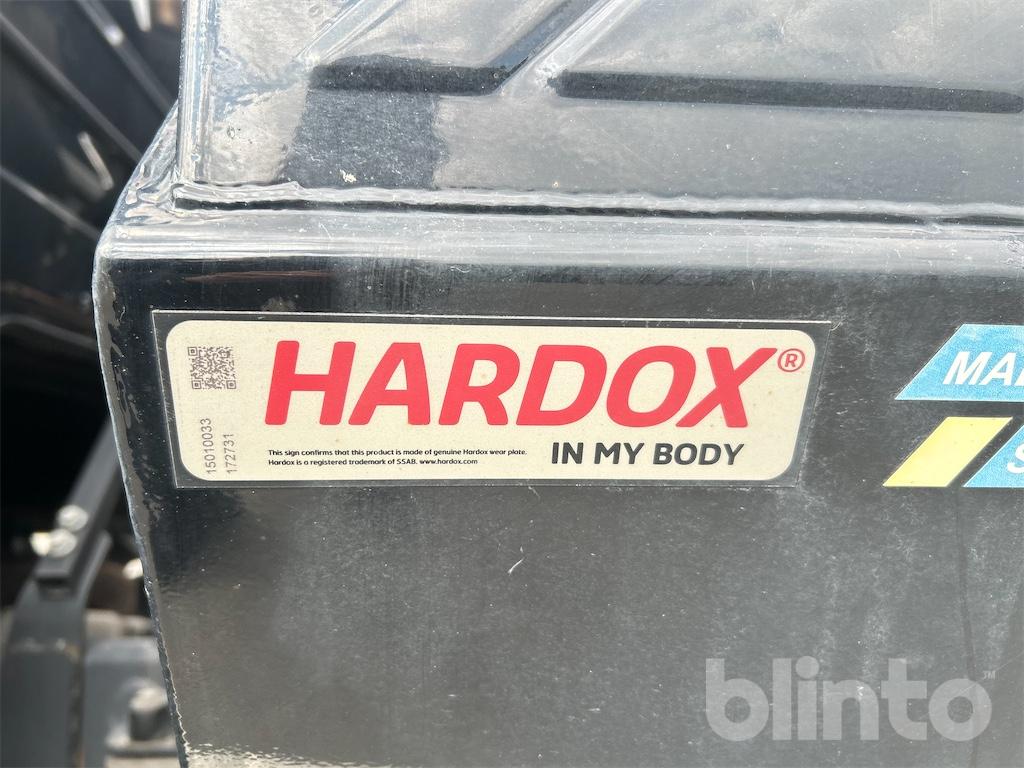 HARDOX®
IN MY BODY
This sign confirms that this product is made of genuine Hardox wear plate.
Hardox is a registered trademark of SSAB. www.hardox.com
15010033
172731
blinto™